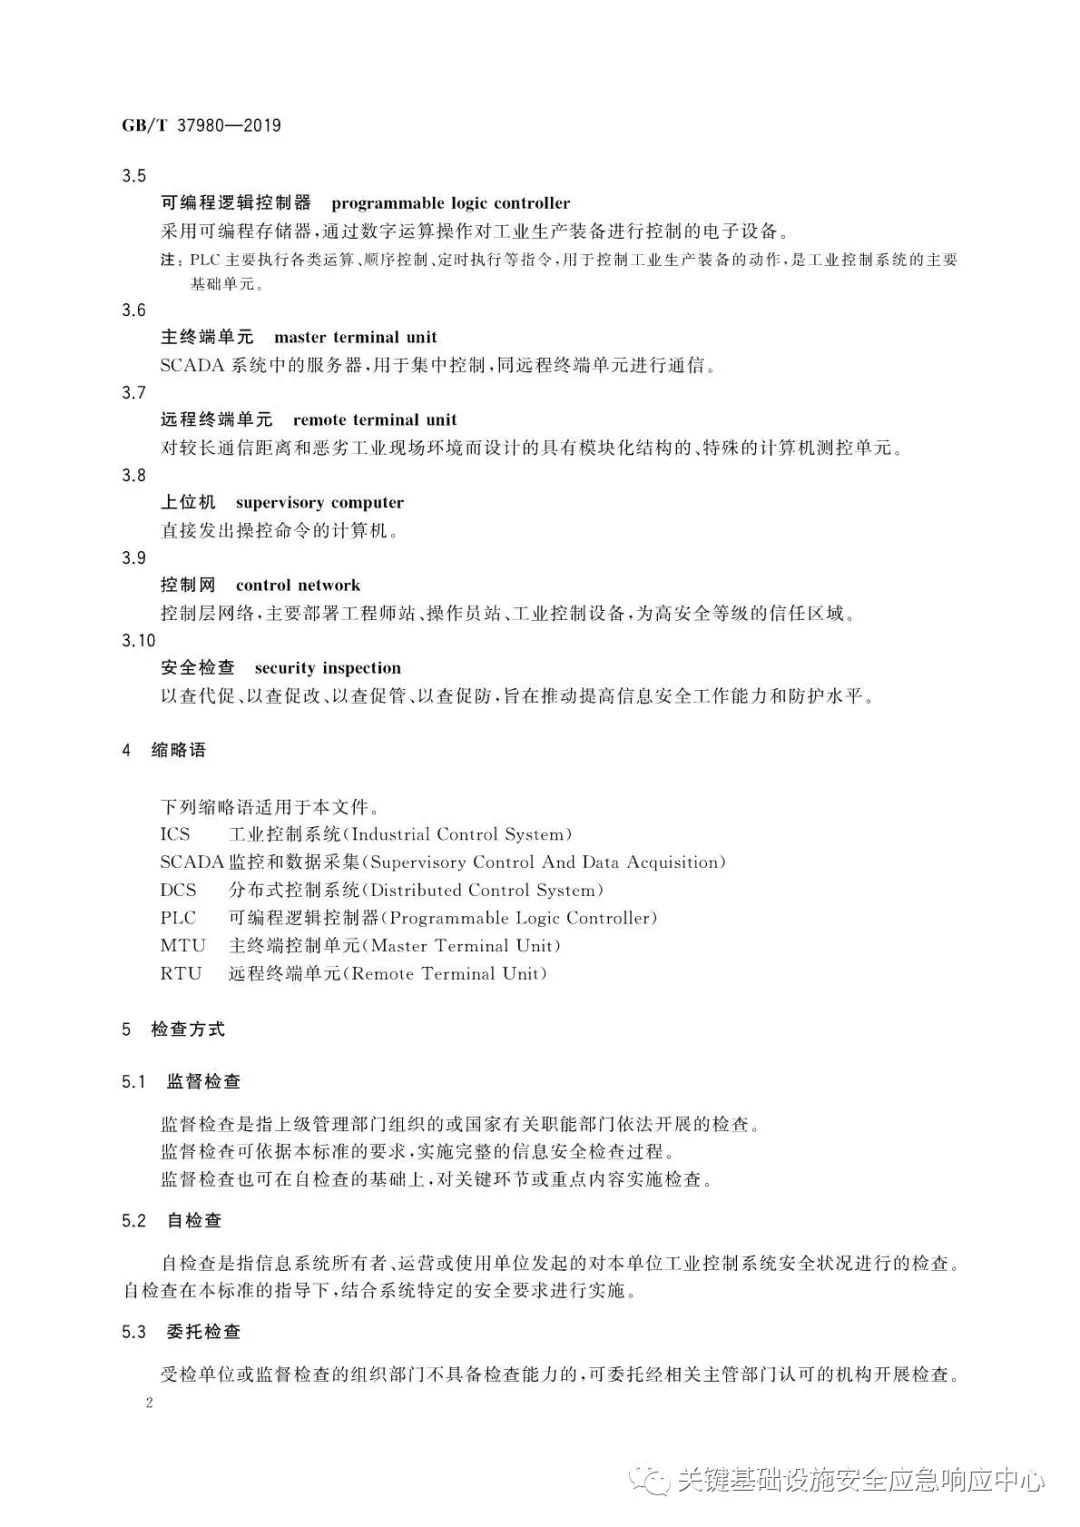 GB/T 37980—2019
3.5
可编程逻辑控制器 programmable logic controller
采用可编程存储器,通过数字运算操作对工业生产装备进行控制的电子设备。
注:PLC主要执行各类运算、顺序控制、定时执行等指令,用于控制工业生产装备的动作,是工业控制系统的主要
基础单元。
3.6
主终端单元 master terminal unit
SCADA 系统中的服务器,用于集中控制,同远程终端单元进行通信。
3.7
远程终端单元 remote terminal unit
对较长通信距离和恶劣工业现场环境而设计的具有模块化结构的、特殊的计算机测控单元。
3.8
上位机 supervisory computer
直接发出操控命令的计算机。
3.9
控制网 control network
控制层网络,主要部署工程师站、操作员站、工业控制设备,为高安全等级的信任区域。
3.10
安全检查 security inspection
以查代促、以查促改、以查促管、以查促防,旨在推动提高信息安全工作能力和防护水平。
4 缩略语
下列缩略语适用于本文件。
ICS 工业控制系统(Industrial Control System)
SCADA 监控和数据采集(Supervisory Control And Data Acquisition)
DCS 分布式控制系统(Distributed Control System)
PLC 可编程逻辑控制器(Programmable Logic Controller)
MTU 主终端控制单元(Master Terminal Unit)
RTU 远程终端单元(Remote Terminal Unit)
5 检查方式
5.1 监督检查
监督检查是指上级管理部门组织的或国家有关职能部门依法开展的检查。
监督检查可依据本标准的要求,实施完整的信息安全检查过程。
监督检查也可在自检查的基础上,对关键环节或重点内容实施检查。
5.2 自检查
自检查是指信息系统所有者、运营或使用单位发起的对本单位工业控制系统安全状况进行的检查。
自检查在本标准的指导下,结合系统特定的安全要求进行实施。
5.3 委托检查
受检单位或监督检查的组织部门不具备检查能力的,可委托经相关主管部门认可的机构开展检查。
2
关键基础设施安全应急响应中心